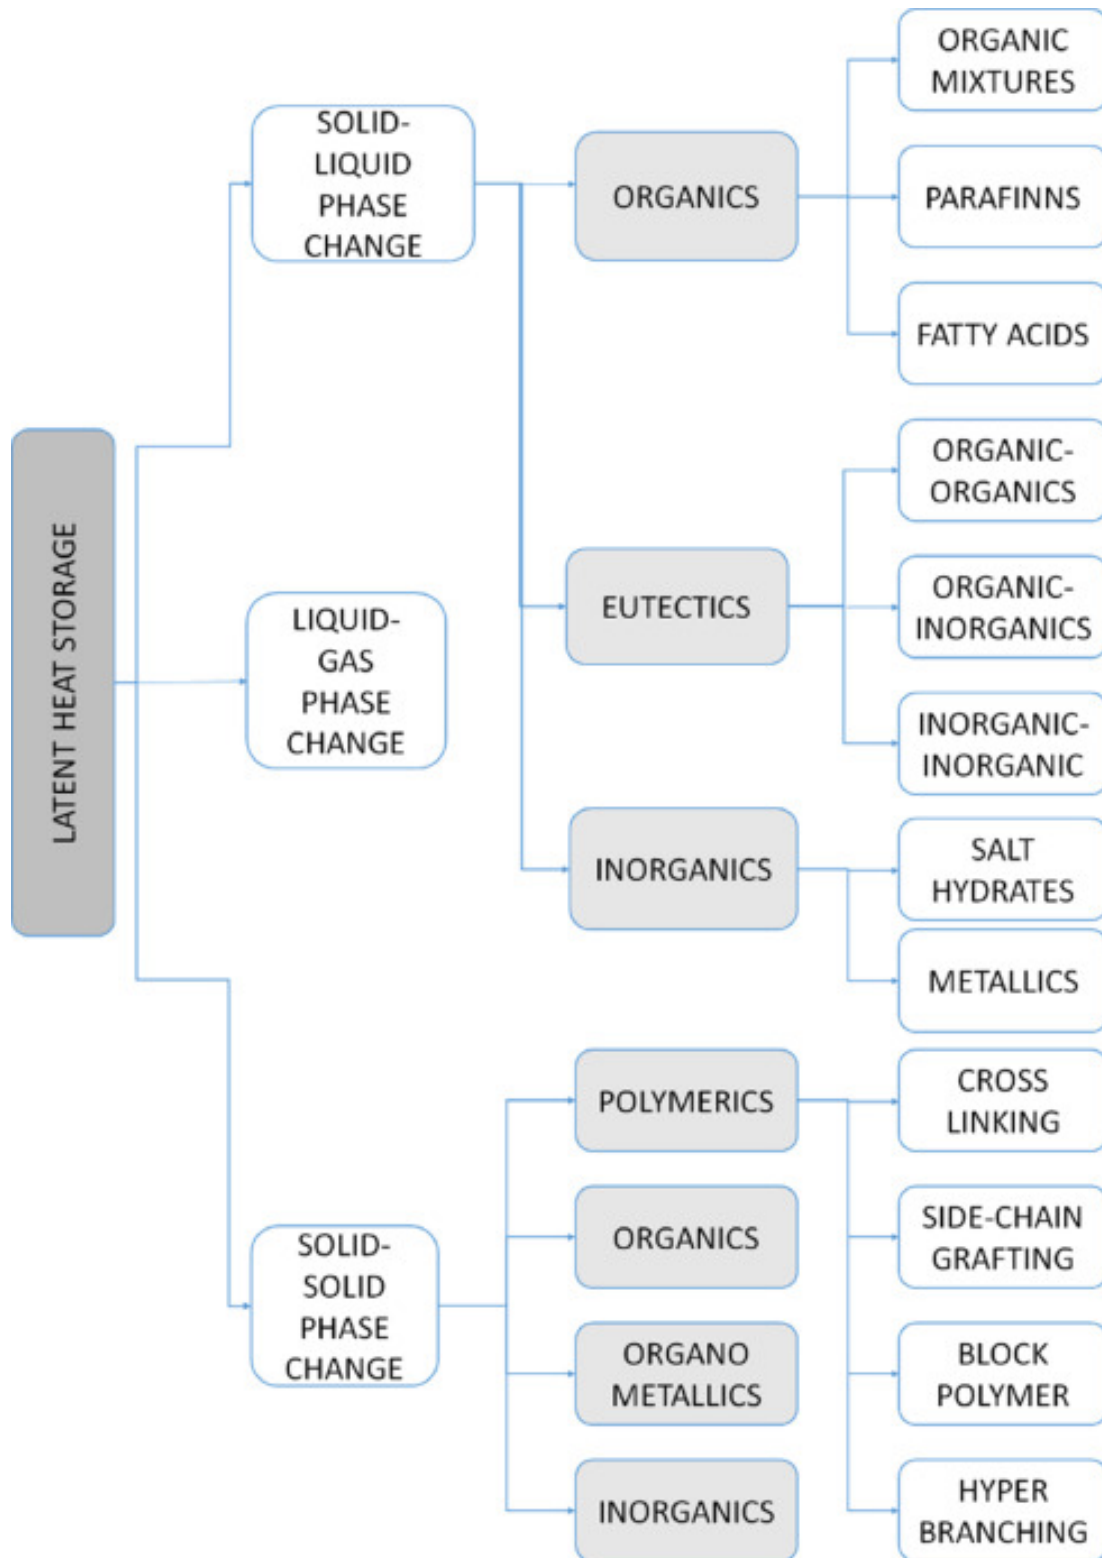 LATENT HEAT STORAGE
SOLID-
LIQUID
PHASE
CHANGE
LIQUID-
GAS
PHASE
CHANGE
SOLID-
SOLID
PHASE
CHANGE
ORGANICS
EUTECTICS
INORGANICS
POLYMERICS
ORGANICS
ORGANO
METALLICS
INORGANICS
ORGANIC
MIXTURES
PARAFINNS
FATTY ACIDS
ORGANIC-
ORGANICS
ORGANIC-
INORGANICS
INORGANIC-
INORGANIC
SALT
HYDRATES
METALLICS
CROSS
LINKING
SIDE-CHAIN
GRAFTING
BLOCK
POLYMER
HYPER
BRANCHING